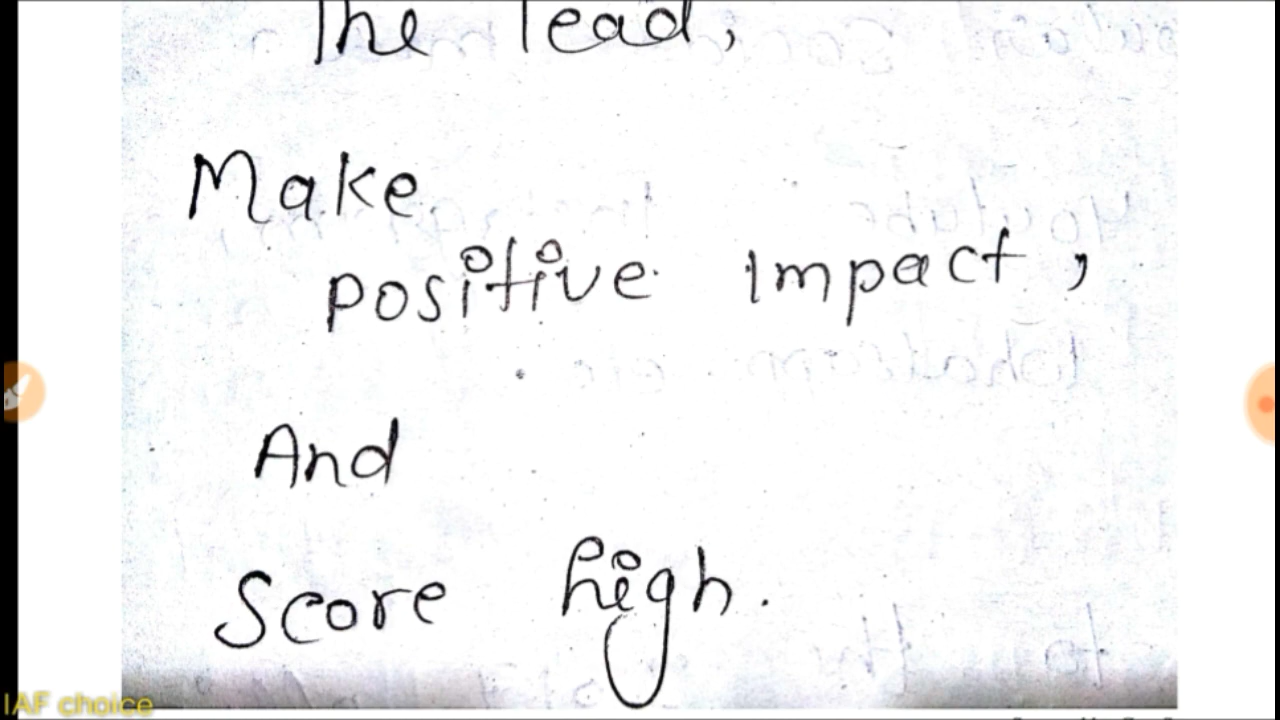 The lead,
Make
positive impact,
And
Score high.
IAF choice